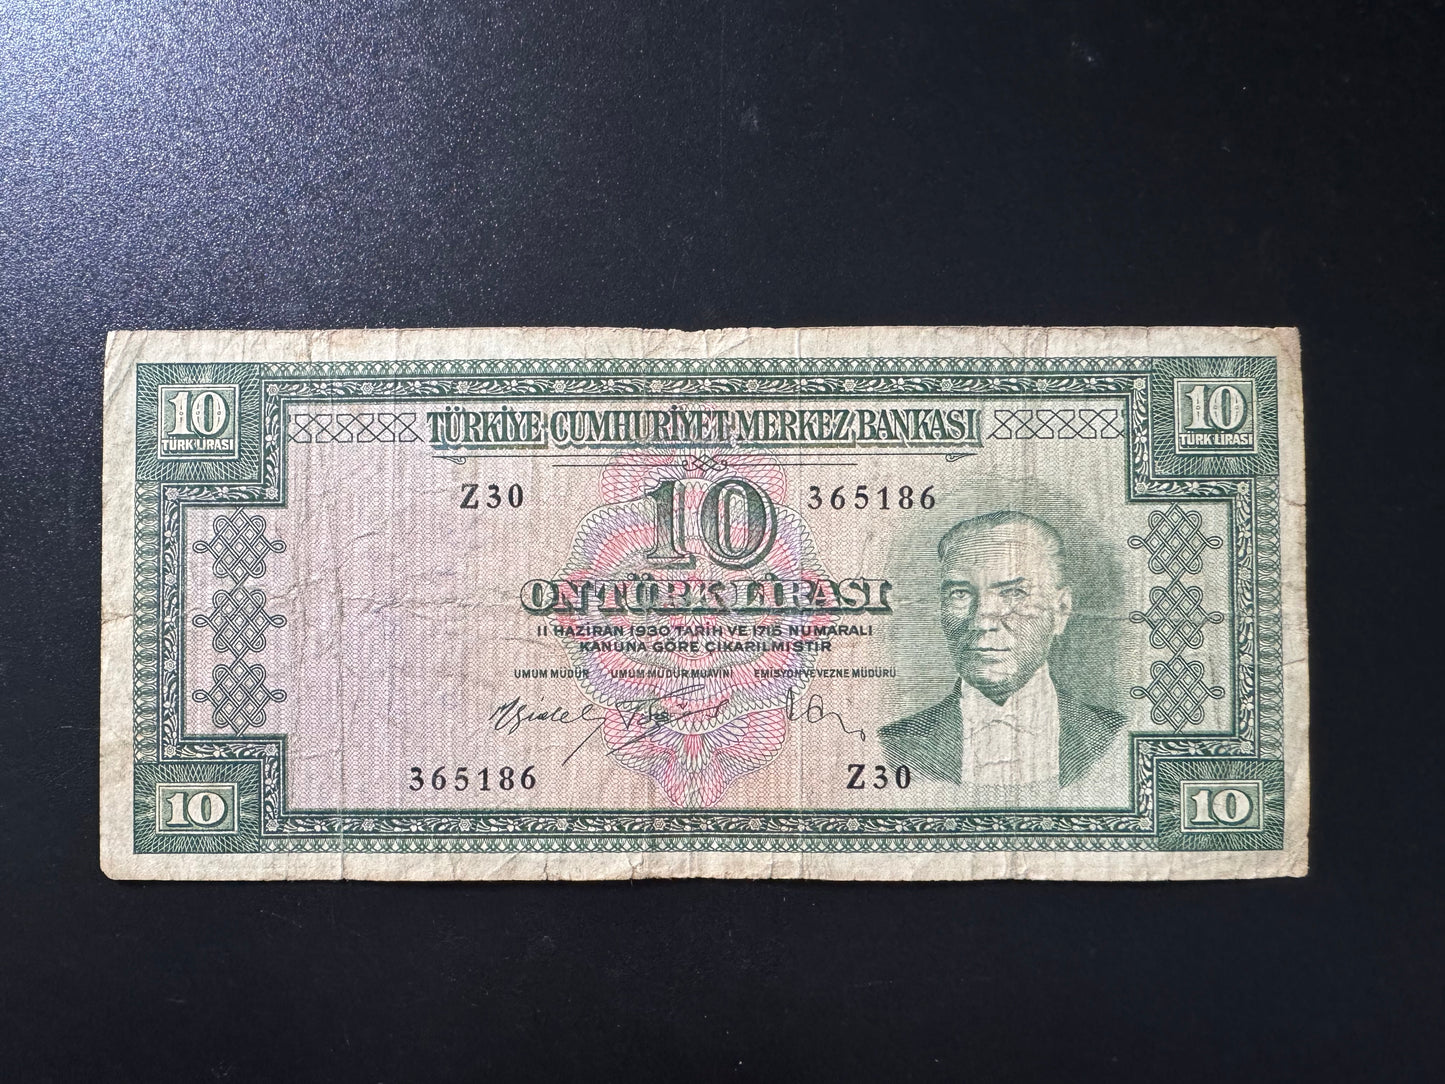 10 TÜRK LİRASI
10 TÜRK LİRASI
TÜRKİYE CUMHURİYET MERKEZ BANKASI
Z30 10 365186
ON TÜRK LİRASI
11 HAZİRAN 1930 TARİH VE 1715 NUMARALI
KANUNA GÖRE ÇIKARILMIŞTIR
UMUM MÜDÜR UMUM MÜDÜR MUAVİNİ EMİSYON VE VEZNE MÜDÜRÜ
365186 Z30
10 10